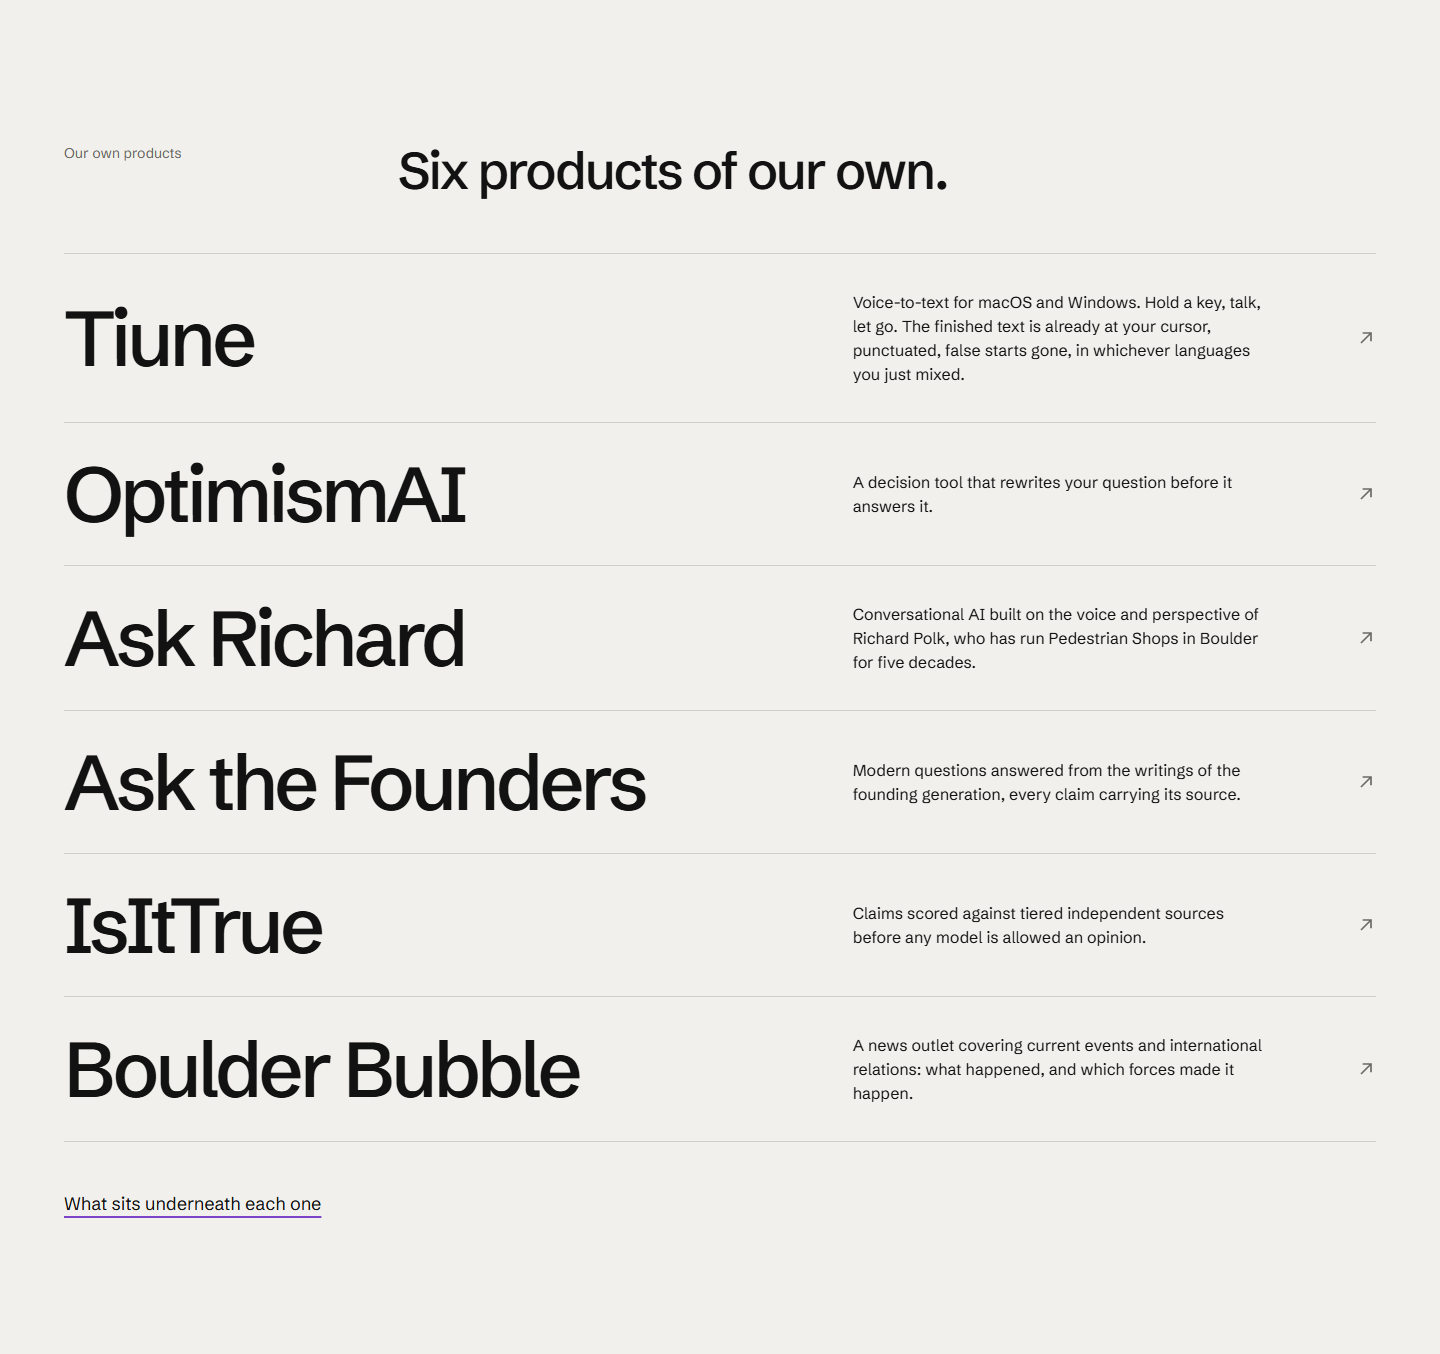 Our own products
Six products of our own.
Tiune
Voice-to-text for macOS and Windows. Hold a key, talk,
let go. The finished text is already at your cursor,
punctuated, false starts gone, in whichever languages
you just mixed.
OptimismAI
A decision tool that rewrites your question before it
answers it.
Ask Richard
Conversational AI built on the voice and perspective of
Richard Polk, who has run Pedestrian Shops in Boulder
for five decades.
Ask the Founders
Modern questions answered from the writings of the
founding generation, every claim carrying its source.
IsItTrue
Claims scored against tiered independent sources
before any model is allowed an opinion.
Boulder Bubble
A news outlet covering current events and international
relations: what happened, and which forces made it
happen.
What sits underneath each one